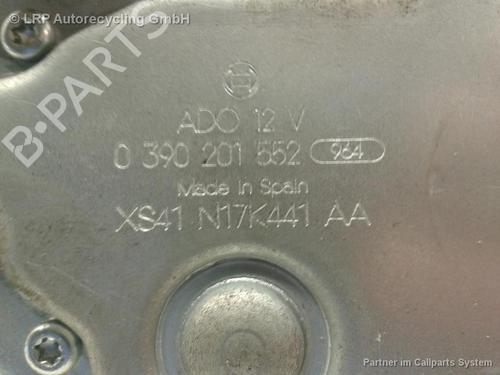 LRP Autorecycling GmbH
B-PARTS
ADO 12 V
0 390 201 552 964
Made in Spain
XS41 N17K441 AA
Partner im Callparts System